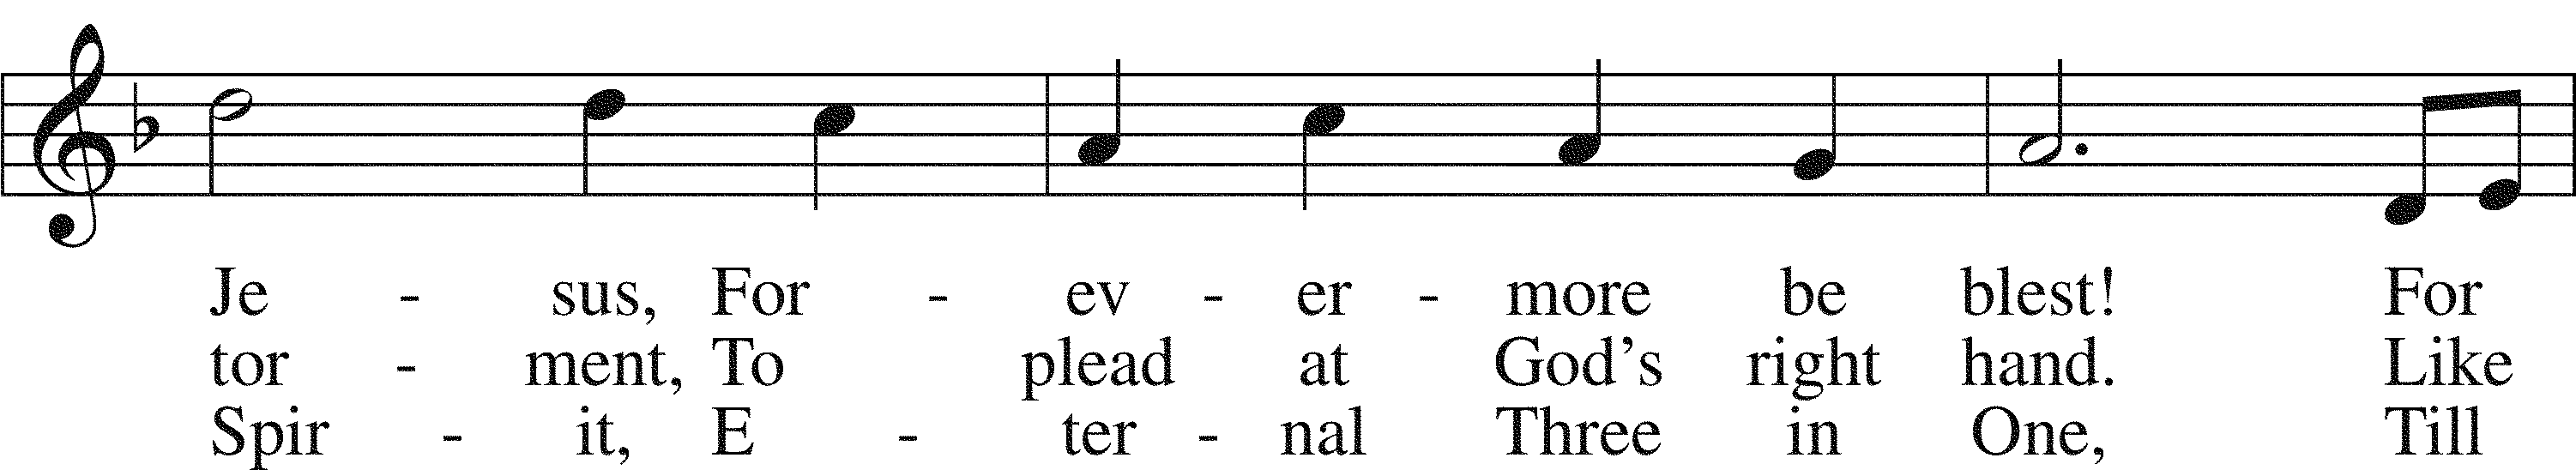 Je - sus, For - ev - er - more be blest! For
tor - ment, To plead at God's right hand. Like
Spir - it, E - ter - nal Three in One, Till